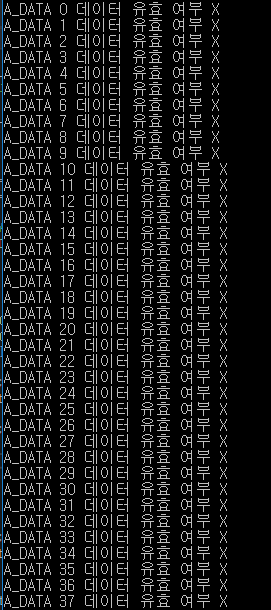 A_DATA 0 데이터 유효 여부 X
A_DATA 1 데이터 유효 여부 X
A_DATA 2 데이터 유효 여부 X
A_DATA 3 데이터 유효 여부 X
A_DATA 4 데이터 유효 여부 X
A_DATA 5 데이터 유효 여부 X
A_DATA 6 데이터 유효 여부 X
A_DATA 7 데이터 유효 여부 X
A_DATA 8 데이터 유효 여부 X
A_DATA 9 데이터 유효 여부 X
A_DATA 10 데이터 유효 여부 X
A_DATA 11 데이터 유효 여부 X
A_DATA 12 데이터 유효 여부 X
A_DATA 13 데이터 유효 여부 X
A_DATA 14 데이터 유효 여부 X
A_DATA 15 데이터 유효 여부 X
A_DATA 16 데이터 유효 여부 X
A_DATA 17 데이터 유효 여부 X
A_DATA 18 데이터 유효 여부 X
A_DATA 19 데이터 유효 여부 X
A_DATA 20 데이터 유효 여부 X
A_DATA 21 데이터 유효 여부 X
A_DATA 22 데이터 유효 여부 X
A_DATA 23 데이터 유효 여부 X
A_DATA 24 데이터 유효 여부 X
A_DATA 25 데이터 유효 여부 X
A_DATA 26 데이터 유효 여부 X
A_DATA 27 데이터 유효 여부 X
A_DATA 28 데이터 유효 여부 X
A_DATA 29 데이터 유효 여부 X
A_DATA 30 데이터 유효 여부 X
A_DATA 31 데이터 유효 여부 X
A_DATA 32 데이터 유효 여부 X
A_DATA 33 데이터 유효 여부 X
A_DATA 34 데이터 유효 여부 X
A_DATA 35 데이터 유효 여부 X
A_DATA 36 데이터 유효 여부 X
A_DATA 37 데이터 유효 여부 X